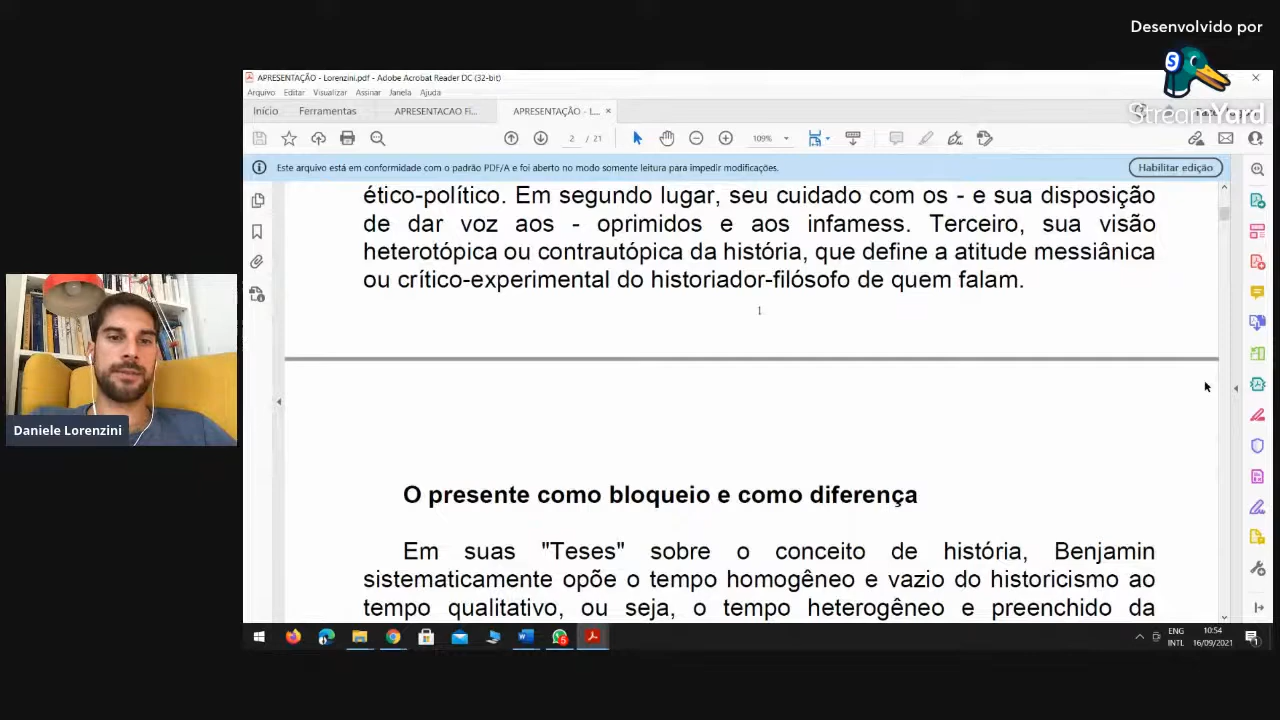 Desenvolvido por
S
StreamYard
APRESENTAÇÃO - Lorenzini.pdf - Adobe Acrobat Reader DC (32-bit)
Arquivo Editar Visualizar Assinar Janela Ajuda
Início Ferramentas APRESENTACAO Fi... APRESENTAÇÃO - L... ×
2 / 21 109%
Este arquivo está em conformidade com o padrão PDF/A e foi aberto no modo somente leitura para impedir modificações. Habilitar edição
ético-político. Em segundo lugar, seu cuidado com os - e sua disposição
de dar voz aos - oprimidos e aos infamess. Terceiro, sua visão
heterotópica ou contrautópica da história, que define a atitude messiânica
ou crítico-experimental do historiador-filósofo de quem falam.
1
Daniele Lorenzini
O presente como bloqueio e como diferença
Em suas "Teses" sobre o conceito de história, Benjamin
sistematicamente opõe o tempo homogêneo e vazio do historicismo ao
tempo qualitativo, ou seja, o tempo heterogêneo e preenchido da
ENG 10:54
INTL 16/09/2021